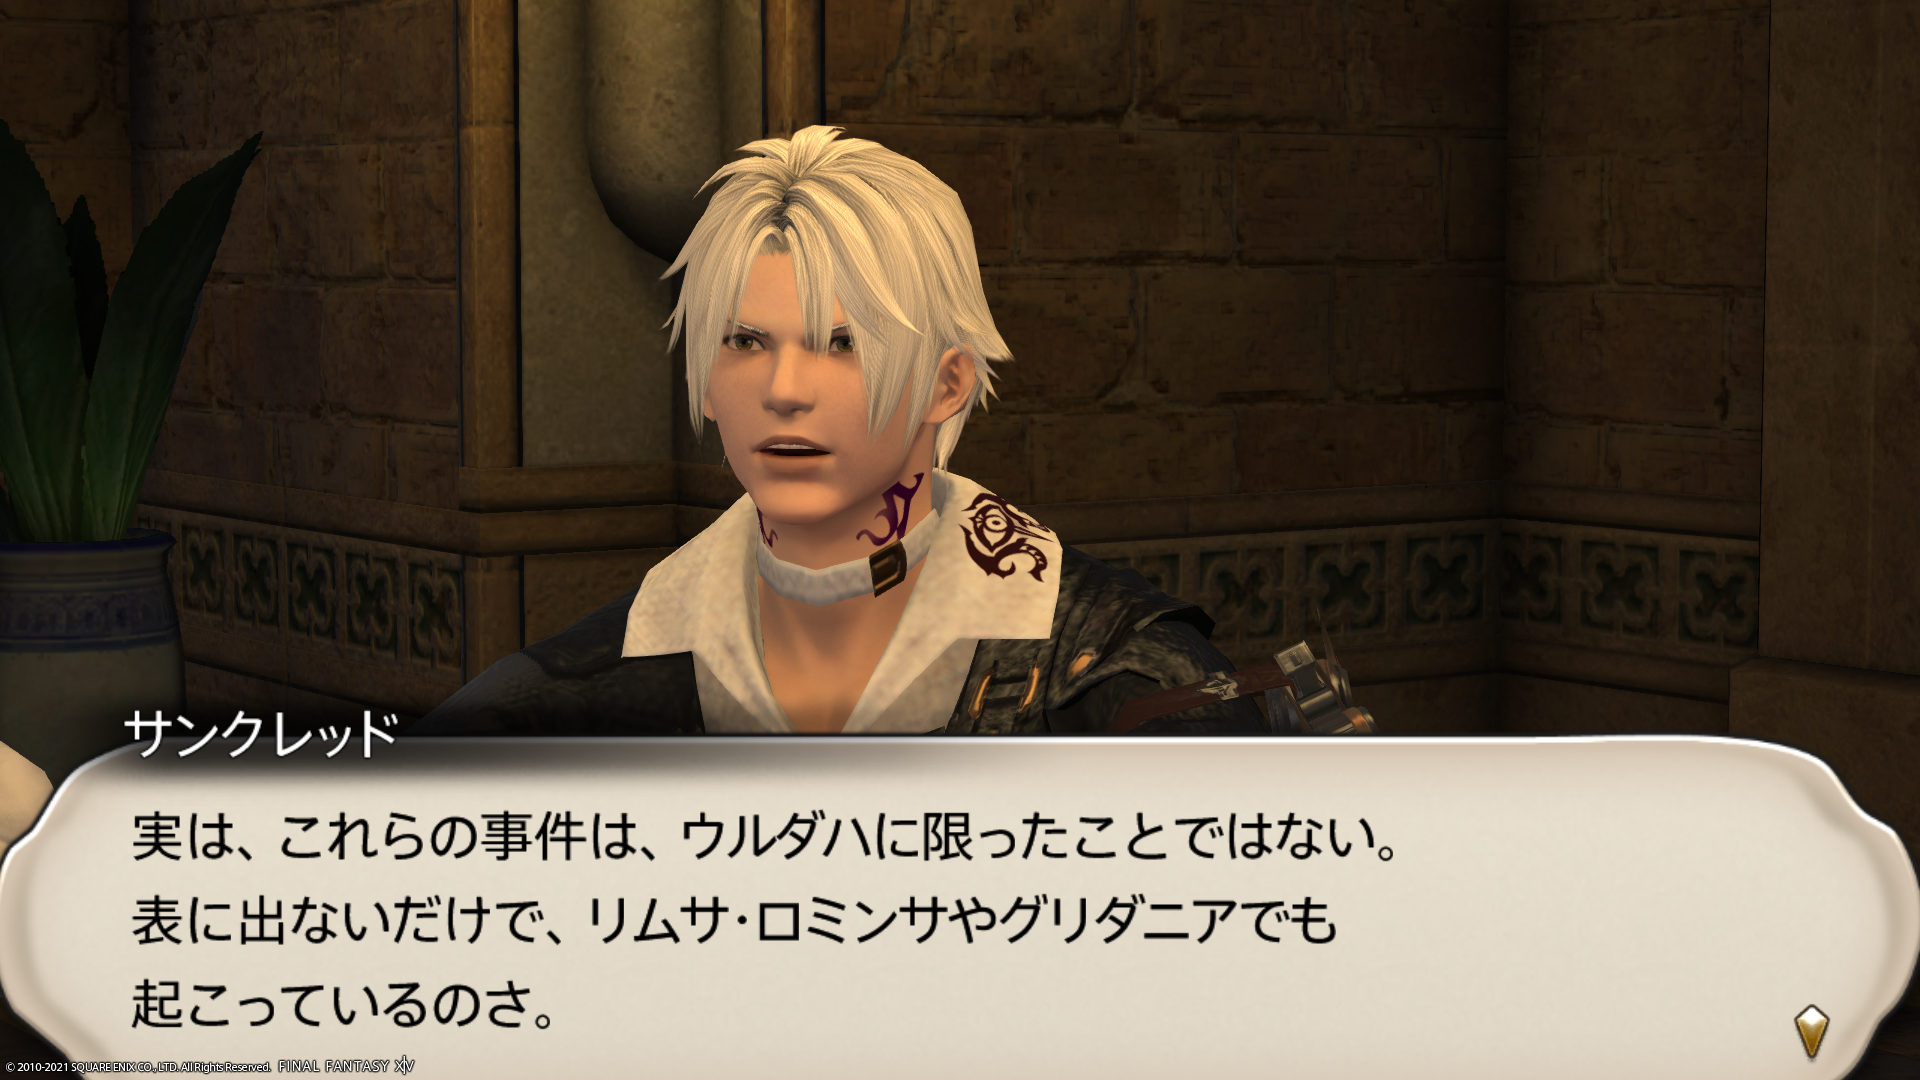 サンクレッド
実は、これらの事件は、ウルダハに限ったことではない。
表に出ないだけで、リムサ・ロミンサやグリダニアでも
起こっているのさ。
© 2010-2021 SQUARE ENIX CO., LTD. All Rights Reserved. FINAL FANTASY XIV